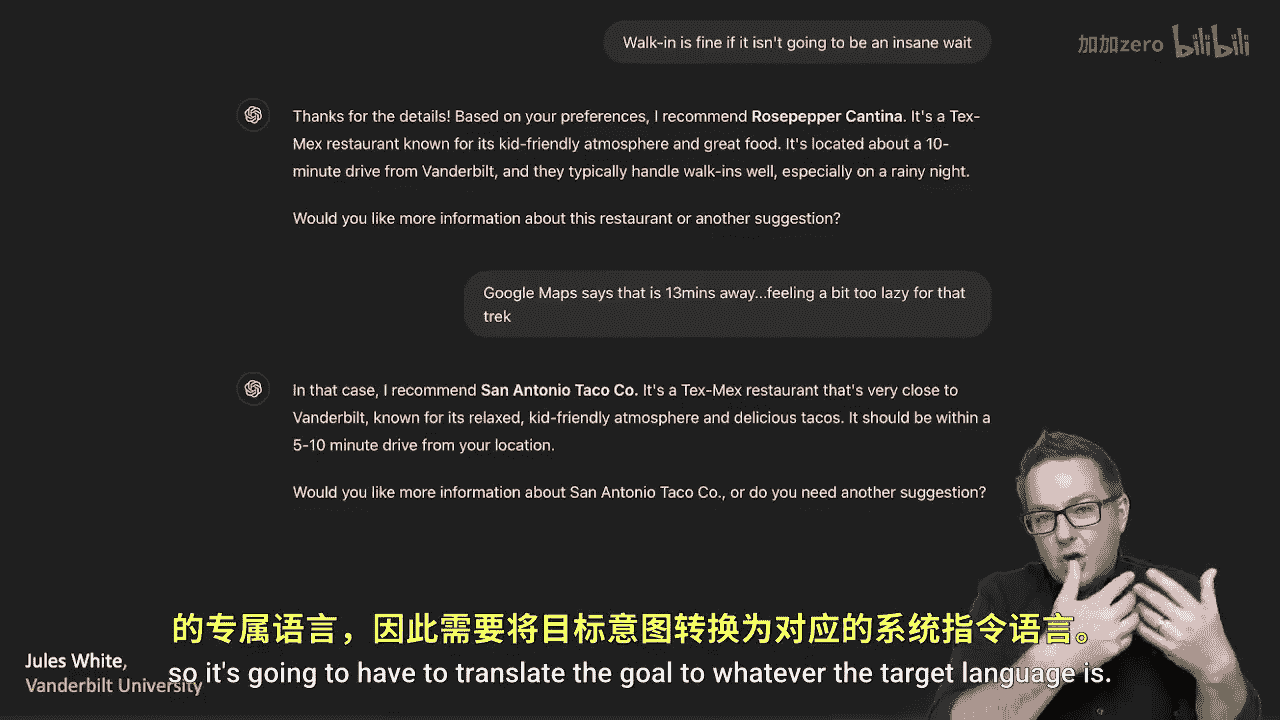 Walk-in is fine if it isn't going to be an insane wait
加加zero bilibili
Thanks for the details! Based on your preferences, I recommend Rosepepper Cantina. It's a Tex-
Mex restaurant known for its kid-friendly atmosphere and great food. It's located about a 10-
minute drive from Vanderbilt, and they typically handle walk-ins well, especially on a rainy night.
Would you like more information about this restaurant or another suggestion?
Google Maps says that is 13mins away...feeling a bit too lazy for that
trek
In that case, I recommend San Antonio Taco Co. It's a Tex-Mex restaurant that's very close to
Vanderbilt, known for its relaxed, kid-friendly atmosphere and delicious tacos. It should be within a
5-10 minute drive from your location.
Would you like more information about San Antonio Taco Co., or do you need another suggestion?
的专属语言，因此需要将目标意图转换为对应的系统指令语言。
so it's going to have to translate the goal to whatever the target language is.
Jules White,
Vanderbilt University